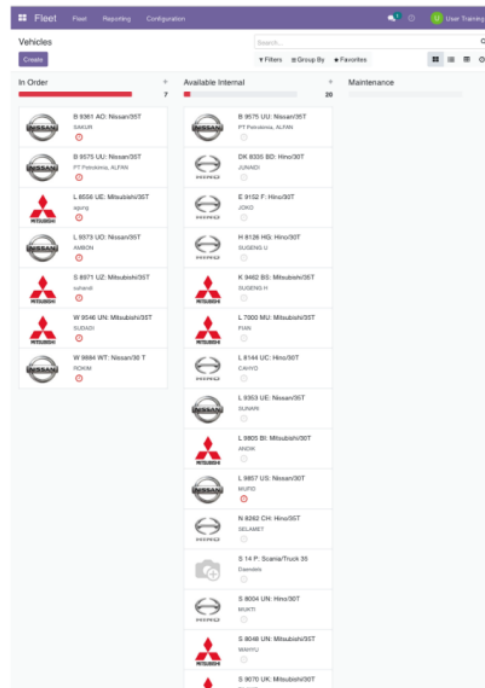 Fleet Fleet Reporting Configuration
User Training
Vehicles
Search...
Create
Filters Group By Favorites
In Order
7
B 9361 AO: Nissan/35T
SAKUR
B 9575 UU: Nissan/35T
PT Petrokimia, ALFAN
L 8558 UE: Mitsubishi/35T
agung
L 9373 UO: Nissan/35T
AMBON
S 8971 UZ: Mitsubishi/35T
suhandi
W 9546 UN: Mitsubishi/35T
SUDADI
W 9884 WT: Nissan/30 T
ROKIM
Available Internal
20
B 9575 UU: Nissan/35T
PT Petrokimia, ALFAN
DK 9335 BD: Hino/30T
JUNAIDI
E 9152 F: Hino/30T
JOKO
H 8126 HG: Hino/30T
SUGENG U
K 9462 BS: Mitsubishi/35T
SUGENG H
L 7000 MU: Mitsubishi/35T
FIAN
L 8144 UC: Hino/30T
CAHYO
L 9353 UE: Nissan/35T
SUNARI
L 9805 BI: Mitsubishi/30T
ANDIK
L 9857 US: Nissan/30T
MUFID
N 8262 CH: Hino/35T
SELAMET
S 14 P: Scania/Truck 35
S 8004 UN: Hino/30T
MUKTI
S 9048 UN: Mitsubishi/35T
WAHYU
S 9070 UK: Mitsubishi/30T
Maintenance